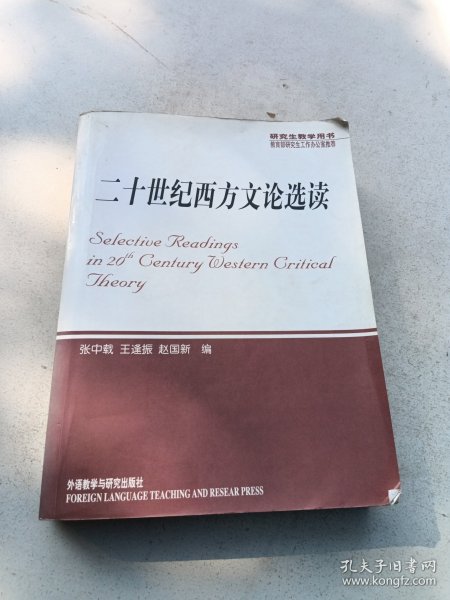 研究生教学用书
教育部研究生工作办公室推荐
二十世纪西方文论选读
Selective Readings
in 20th Century Western Critical
Theory
张中载 王逢振 赵国新 编
外语教学与研究出版社
FOREIGN LANGUAGE TEACHING AND RESEAR PRESS
孔夫子旧书网
www.kongfz.com